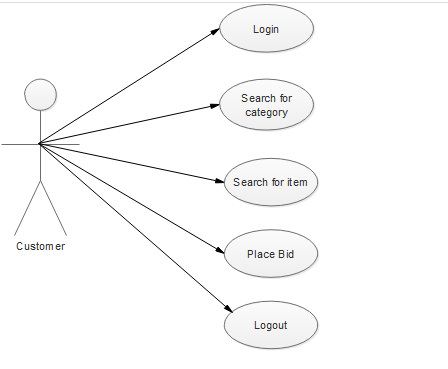 Login
Search for
category
Search for item
Customer
Place Bid
Logout